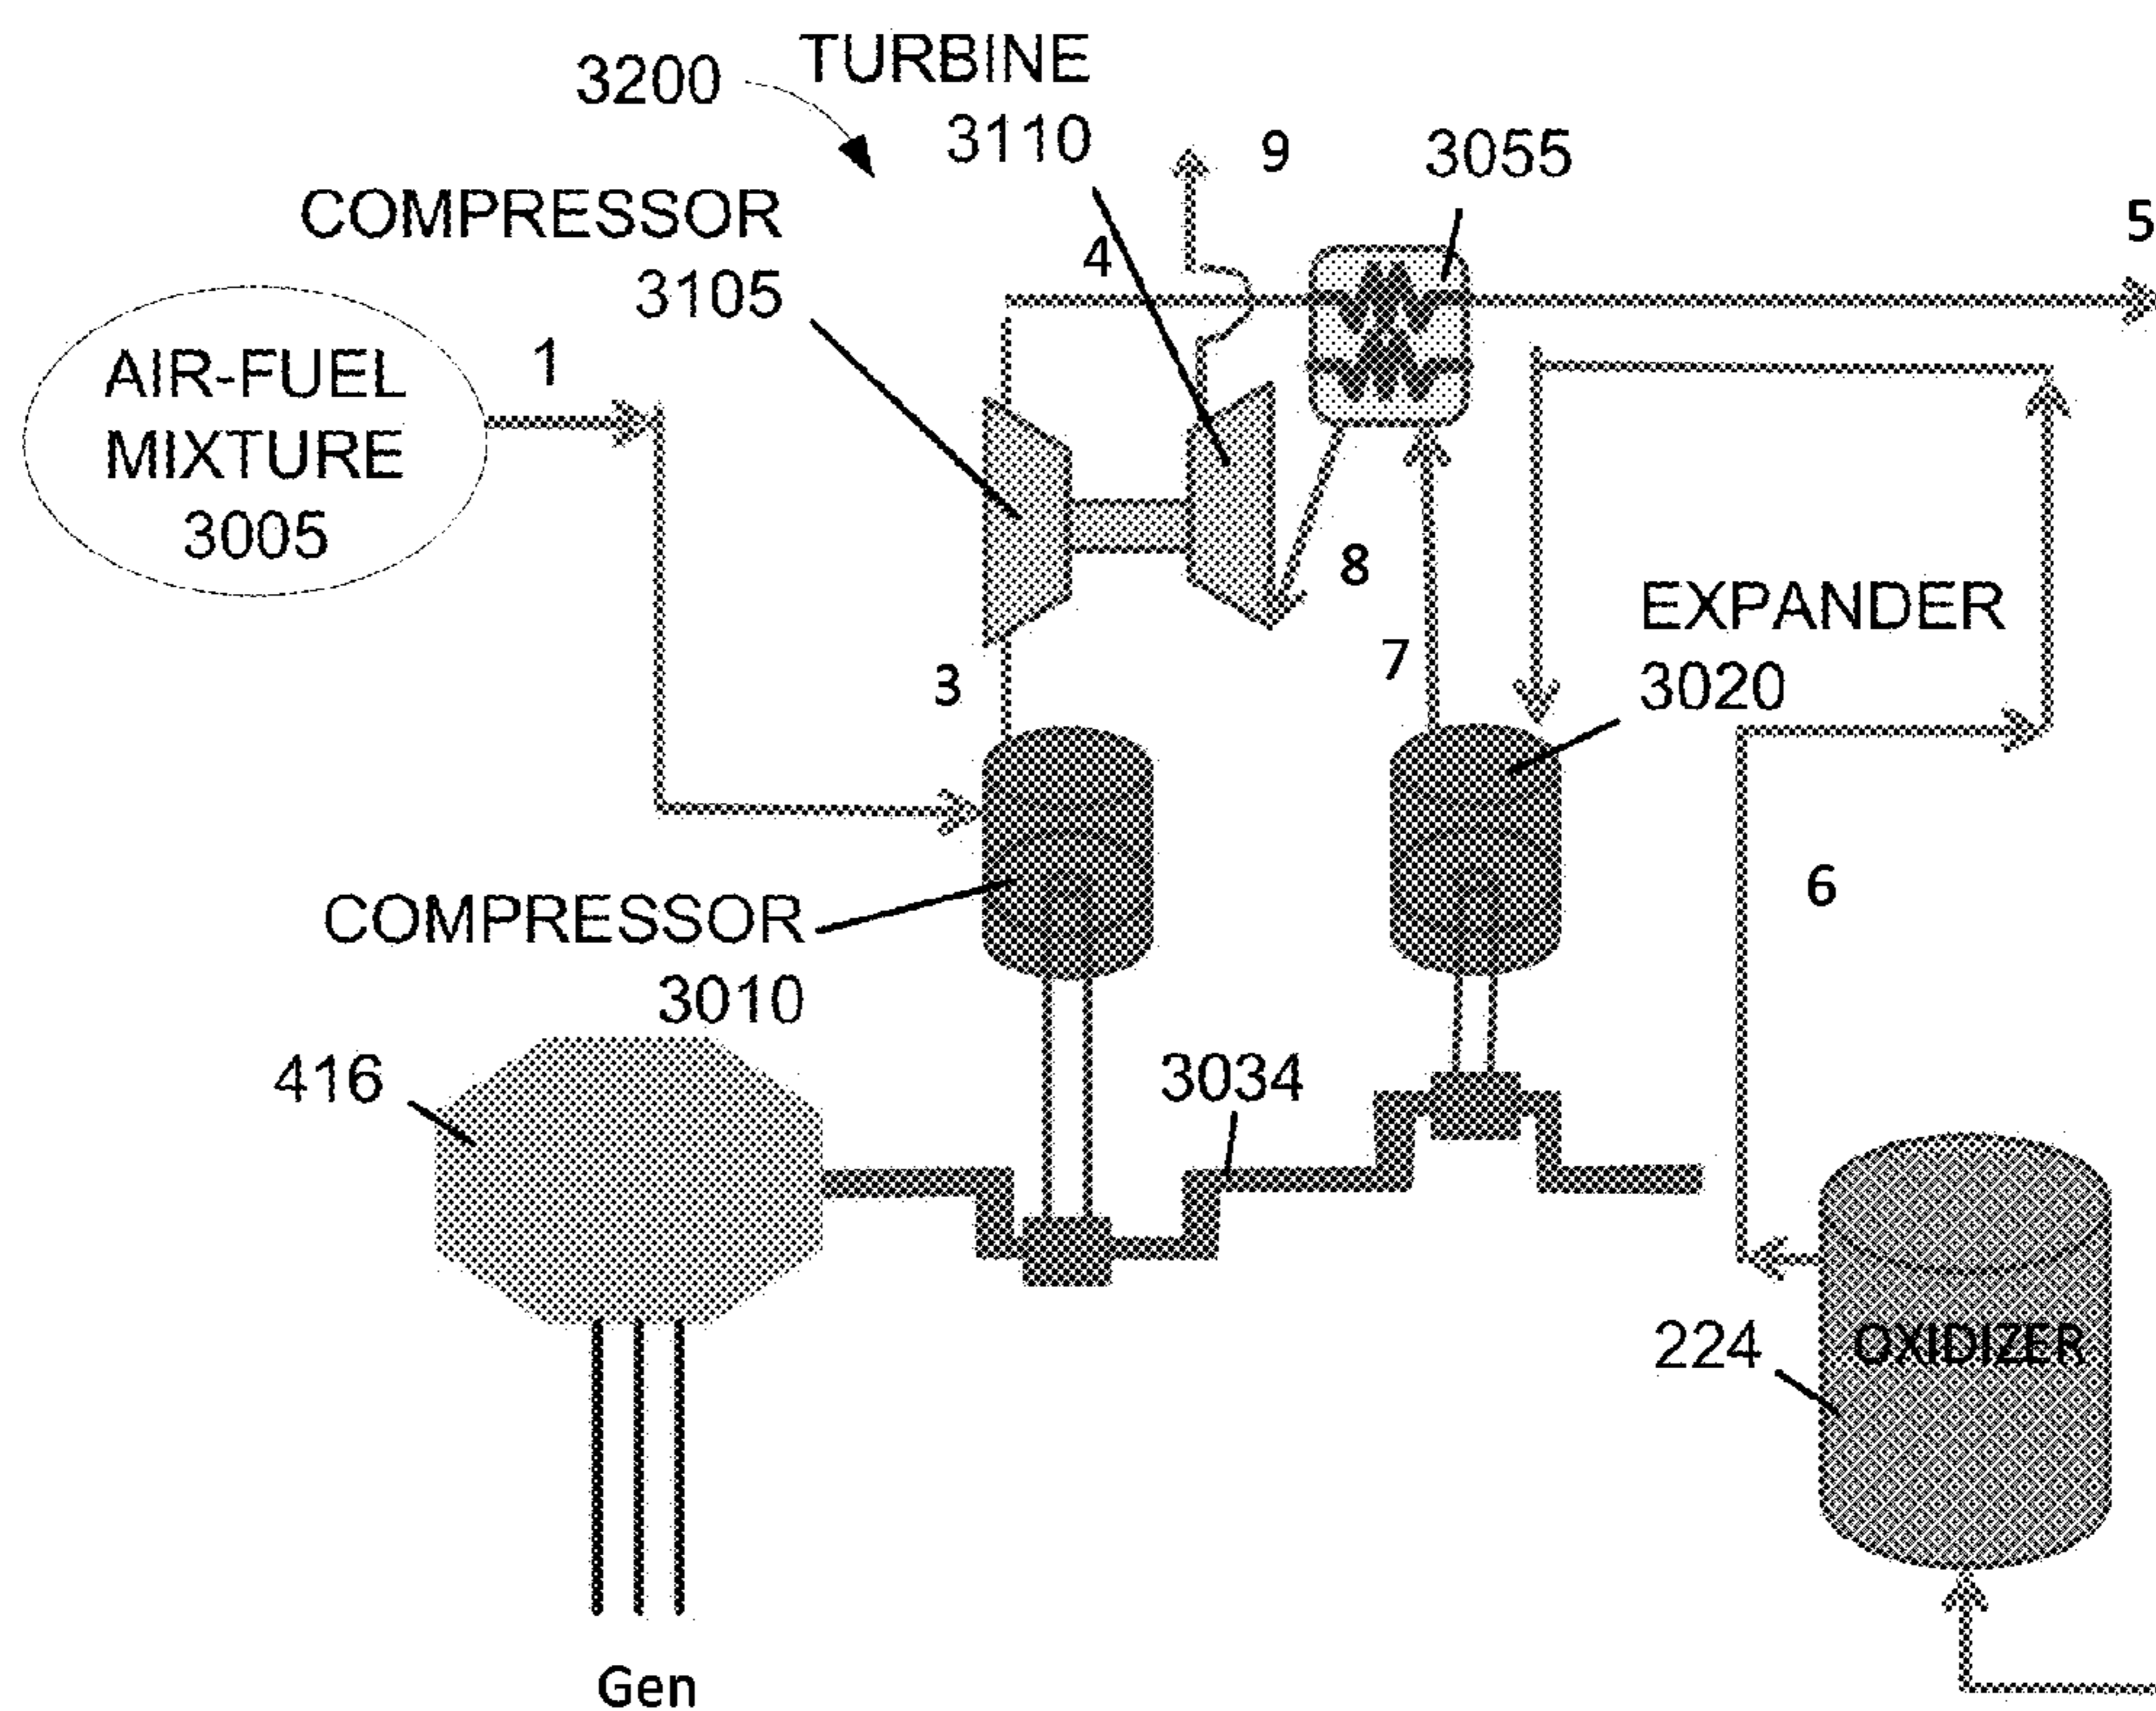 TURBINE
3200
3110
9
3055
COMPRESSOR
3105
4
5
AIR-FUEL
MIXTURE
3005
1
8
EXPANDER
3020
3
7
6
COMPRESSOR
3010
416
3034
224
OXIDIZER
Gen